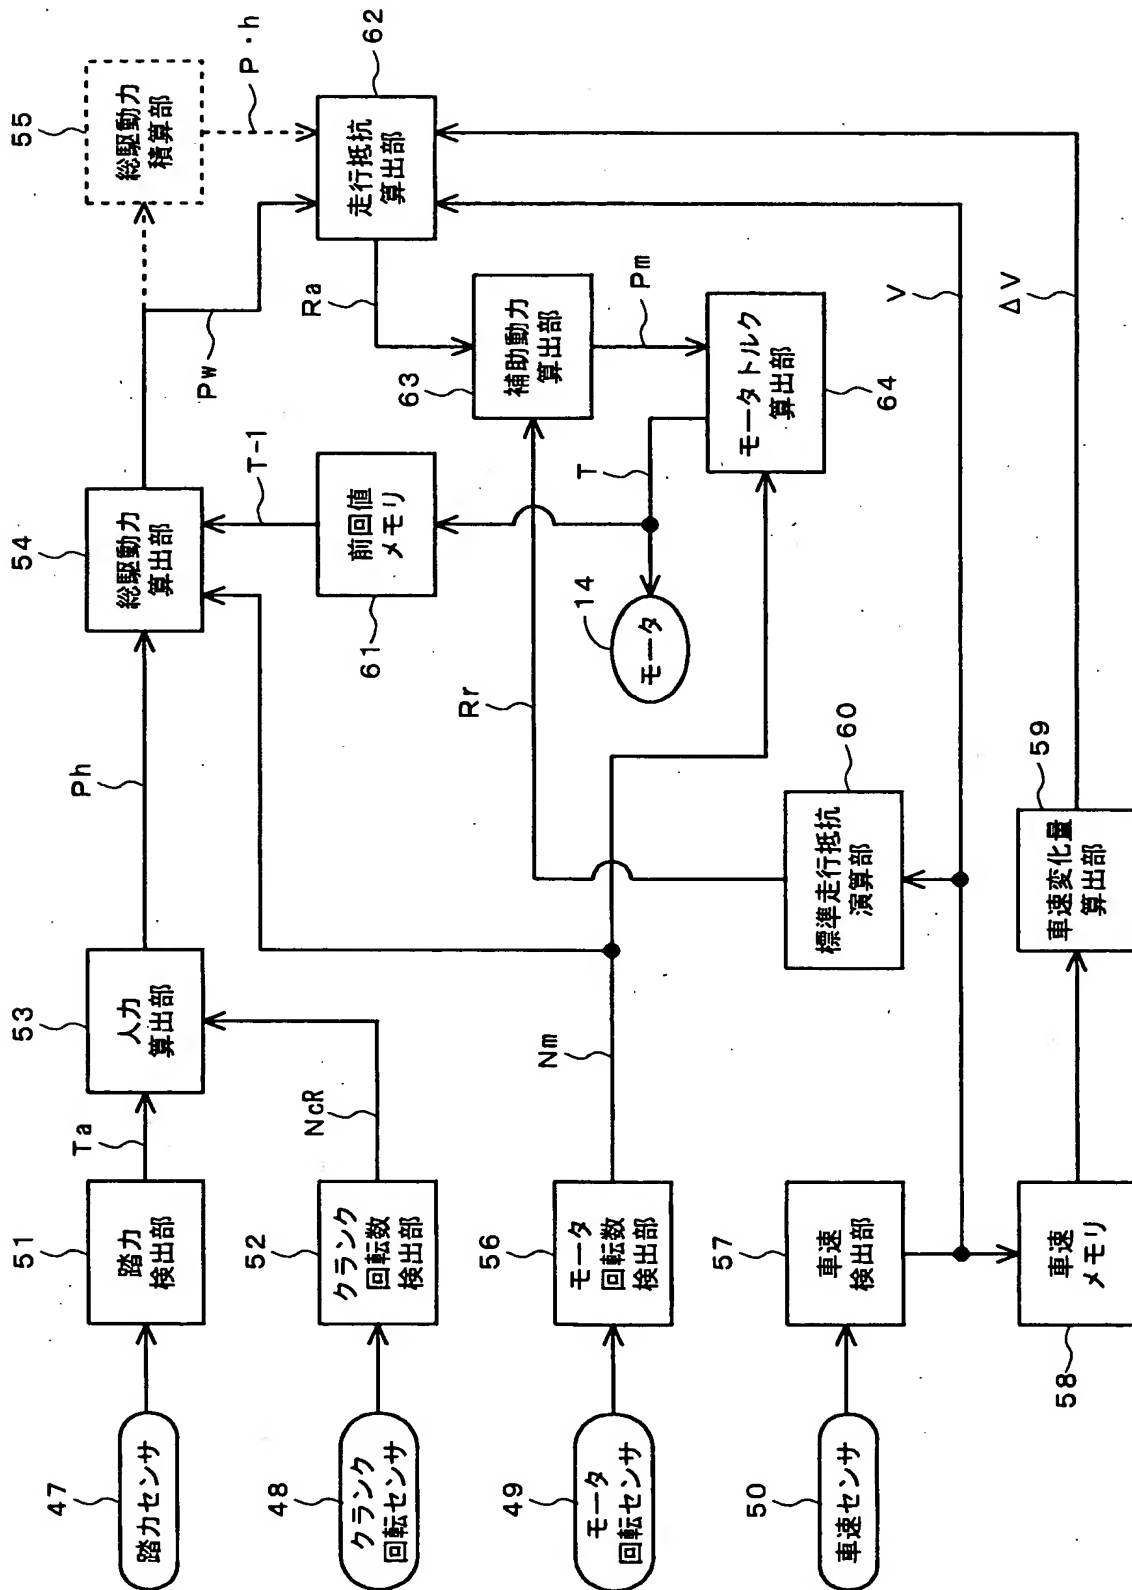 47
踏力センサ
51
踏力
検出部
Ta
53
人力
算出部
Ph
54
総駆動力
算出部
Pw
55
総駆動力
積算部
P・h
62
走行抵抗
算出部
48
クランク
回転センサ
52
クランク
回転数
検出部
NcR
61
前回値
メモリ
T-1
Ra
63
補助動力
算出部
Pm
49
モータ
回転センサ
56
モータ
回転数
検出部
Nm
Rr
14
モータ
T
モータトルク
算出部
64
50
車速センサ
57
車速
検出部
60
標準走行抵抗
演算部
V
58
車速
メモリ
59
車速変化量
算出部
ΔV